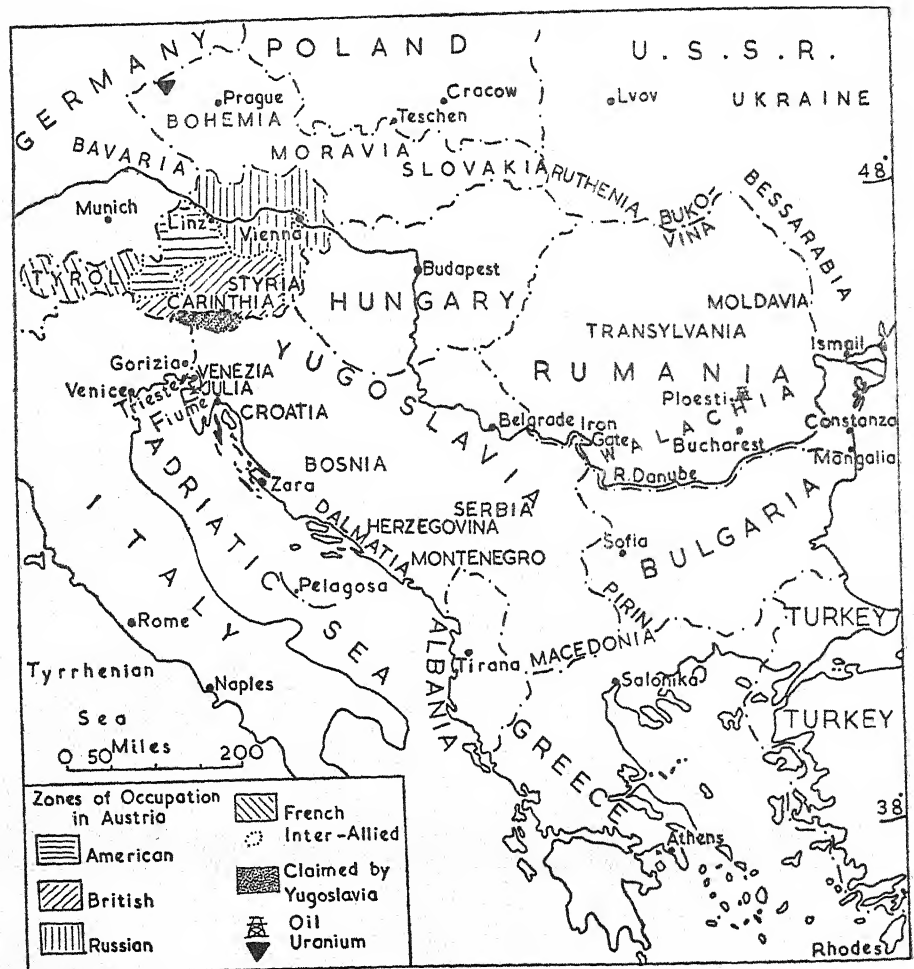 GERMANY
POLAND
U.S.S.R.
Prague
BOHEMIA
Cracow
Teschen
Lvov
UKRAINE
BAVARIA
MORAVIA
SLOVAKIA
RUTHENIA
48°
BESSARABIA
BUKO-
VINA
Munich
Linz
Vienna
Budapest
TYROL
STYRIA
CARINTHIA
HUNGARY
MOLDAVIA
TRANSYLVANIA
Ismail
YUGOSLAVIA
RUMANIA
Gorizia
VENEZIA
JULIA
Venice
Trieste
Fiume
CROATIA
Ploesti
WALACHIA
Constanza
Belgrade
Iron
Gate
Bucharest
Mangalia
BOSNIA
R. Danube
Zara
ADRIATIC SEA
ITALY
DALMATIA
SERBIA
HERZEGOVINA
MONTENEGRO
Sofia
BULGARIA
Pelagosa
PIRIN
Rome
TURKEY
ALBANIA
Tirana
MACEDONIA
Tyrrhenian
Sea
Naples
Salonika
TURKEY
GREECE
0 50 Miles 200
38°
Athens
Rhodes
Zones of Occupation
in Austria
American
British
Russian
French
Inter-Allied
Claimed by
Yugoslavia
Oil
Uranium